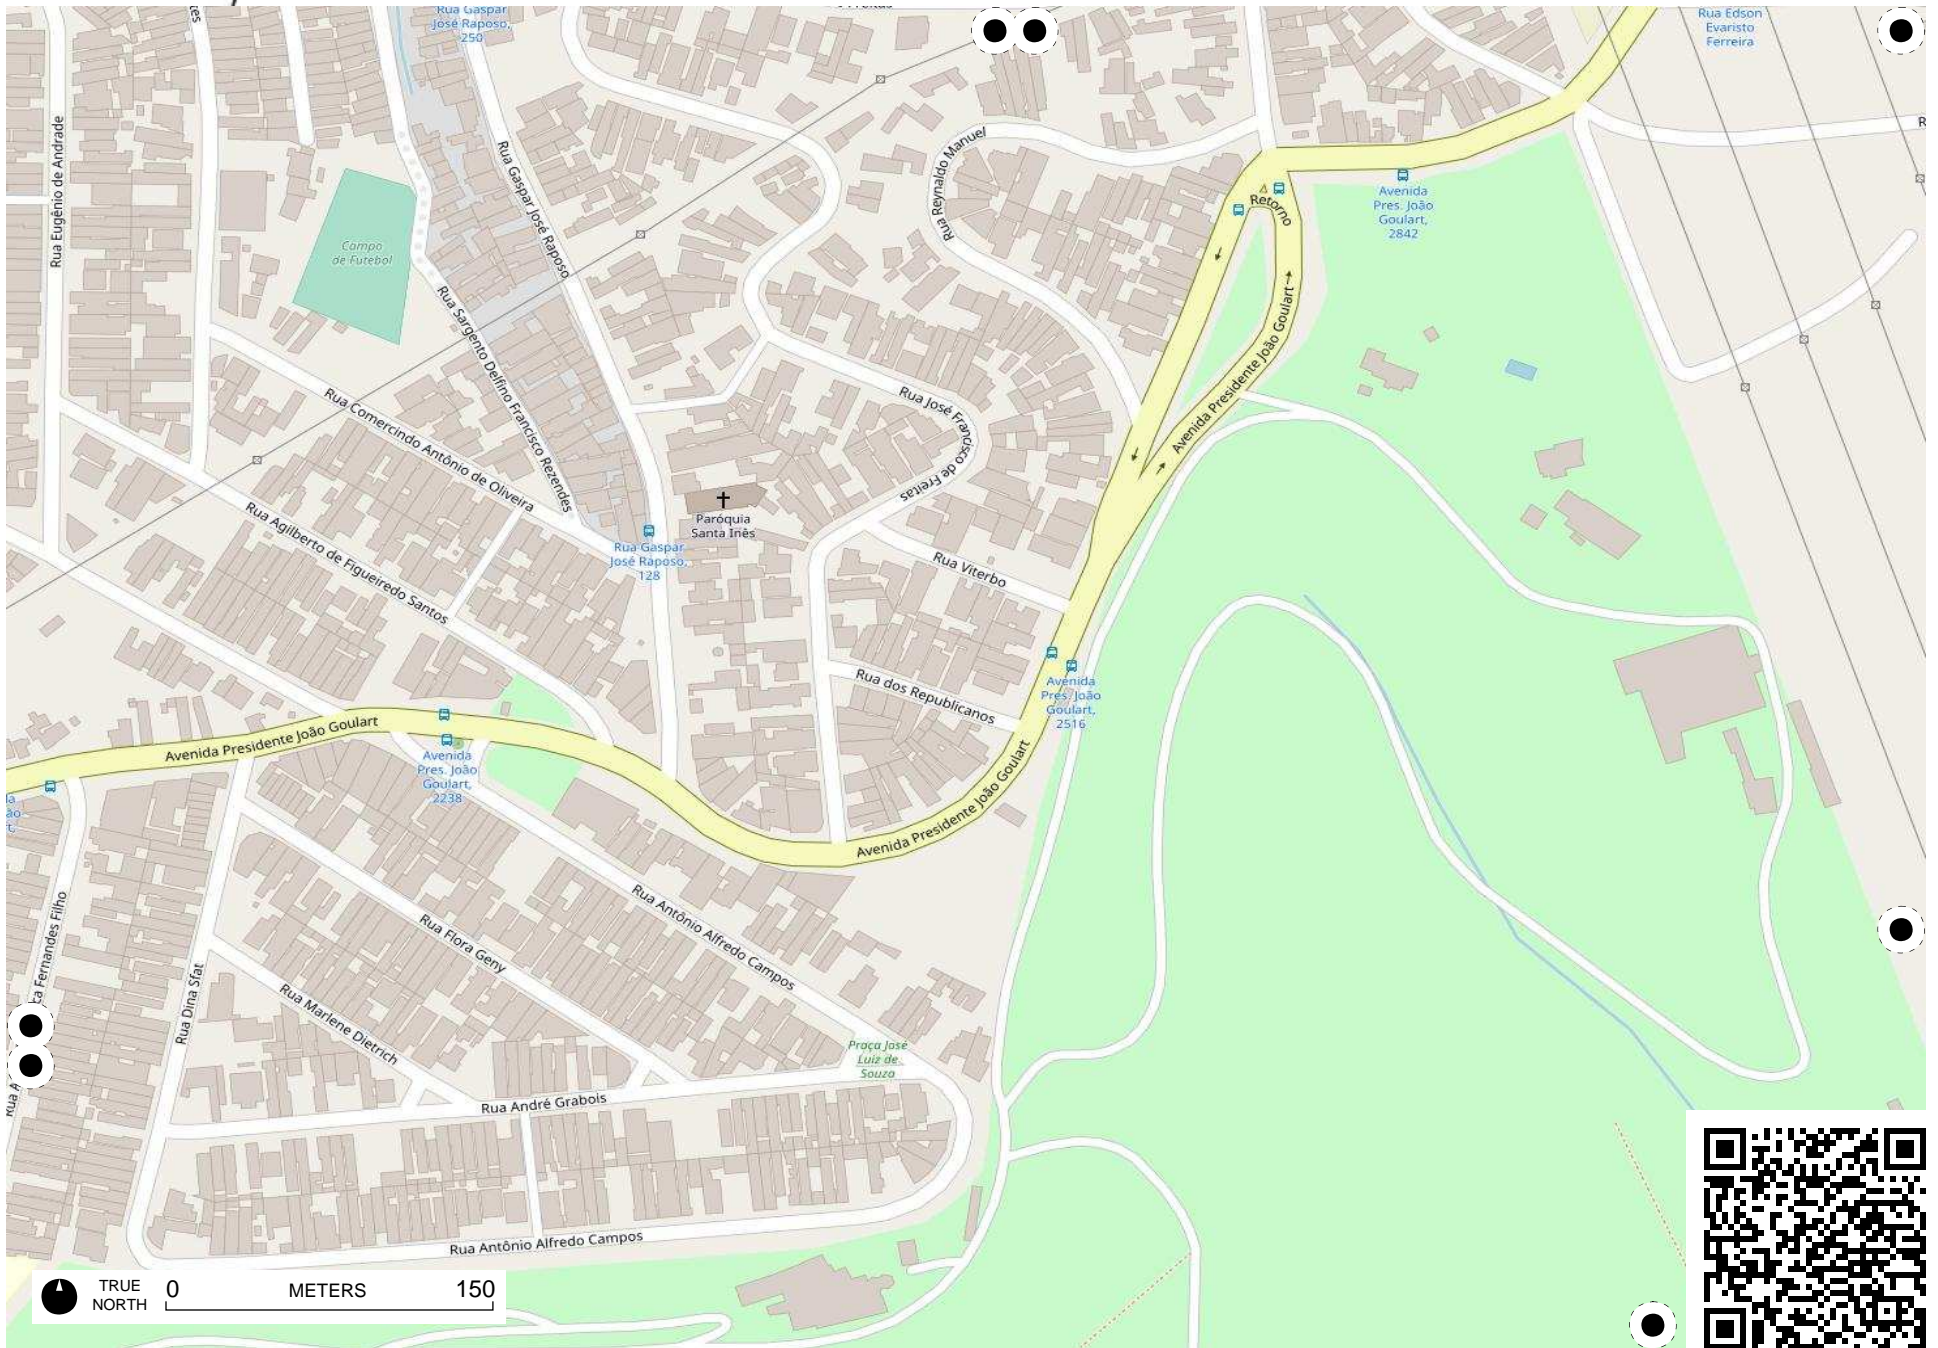 Rua Gaspar
José Raposo,
250
Rua Edson
Evaristo
Ferreira
Rua Eugênio de Andrade
Rua Gaspar José Raposo
Rua Reynaldo Manuel
Campo
de Futebol
Retorno
Avenida
Pres. João
Goulart,
2842
Rua Sargento Delfino Francisco Rezendes
Avenida Presidente João Goulart
Rua Comercindo Antônio de Oliveira
Rua José Francisco de Freitas
Paróquia
Santa Inês
Rua Agilberto de Figueiredo Santos
Rua Gaspar
José Raposo,
128
Rua Viterbo
Rua dos Republicanos
Avenida
Pres. João
Goulart,
2516
Avenida Presidente João Goulart
Avenida
Pres. João
Goulart,
2238
Avenida Presidente João Goulart
Rua Antônio Alfredo Campos
Rua Flora Geny
ca Fernandes Filho
Rua Dina Sfat
Rua Marlene Dietrich
Praça José
Luiz de
Souza
Rua A
Rua André Grabois
Rua Antônio Alfredo Campos
TRUE
NORTH
0 METERS 150